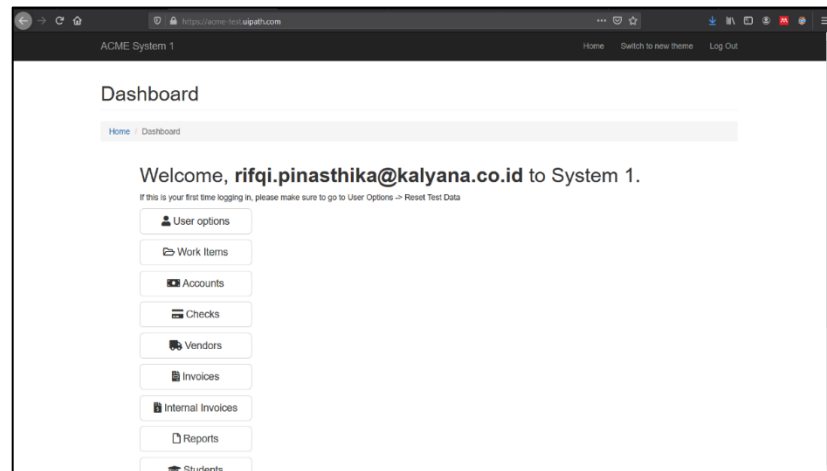 https://acme-test.uipath.com
ACME System 1
Home Switch to new theme Log Out
Dashboard
Home / Dashboard
Welcome, rifqi.pinasthika@kalyana.co.id to System 1.
If this is your first time logging in, please make sure to go to User Options -> Reset Test Data
User options
Work Items
Accounts
Checks
Vendors
Invoices
Internal Invoices
Reports
Students